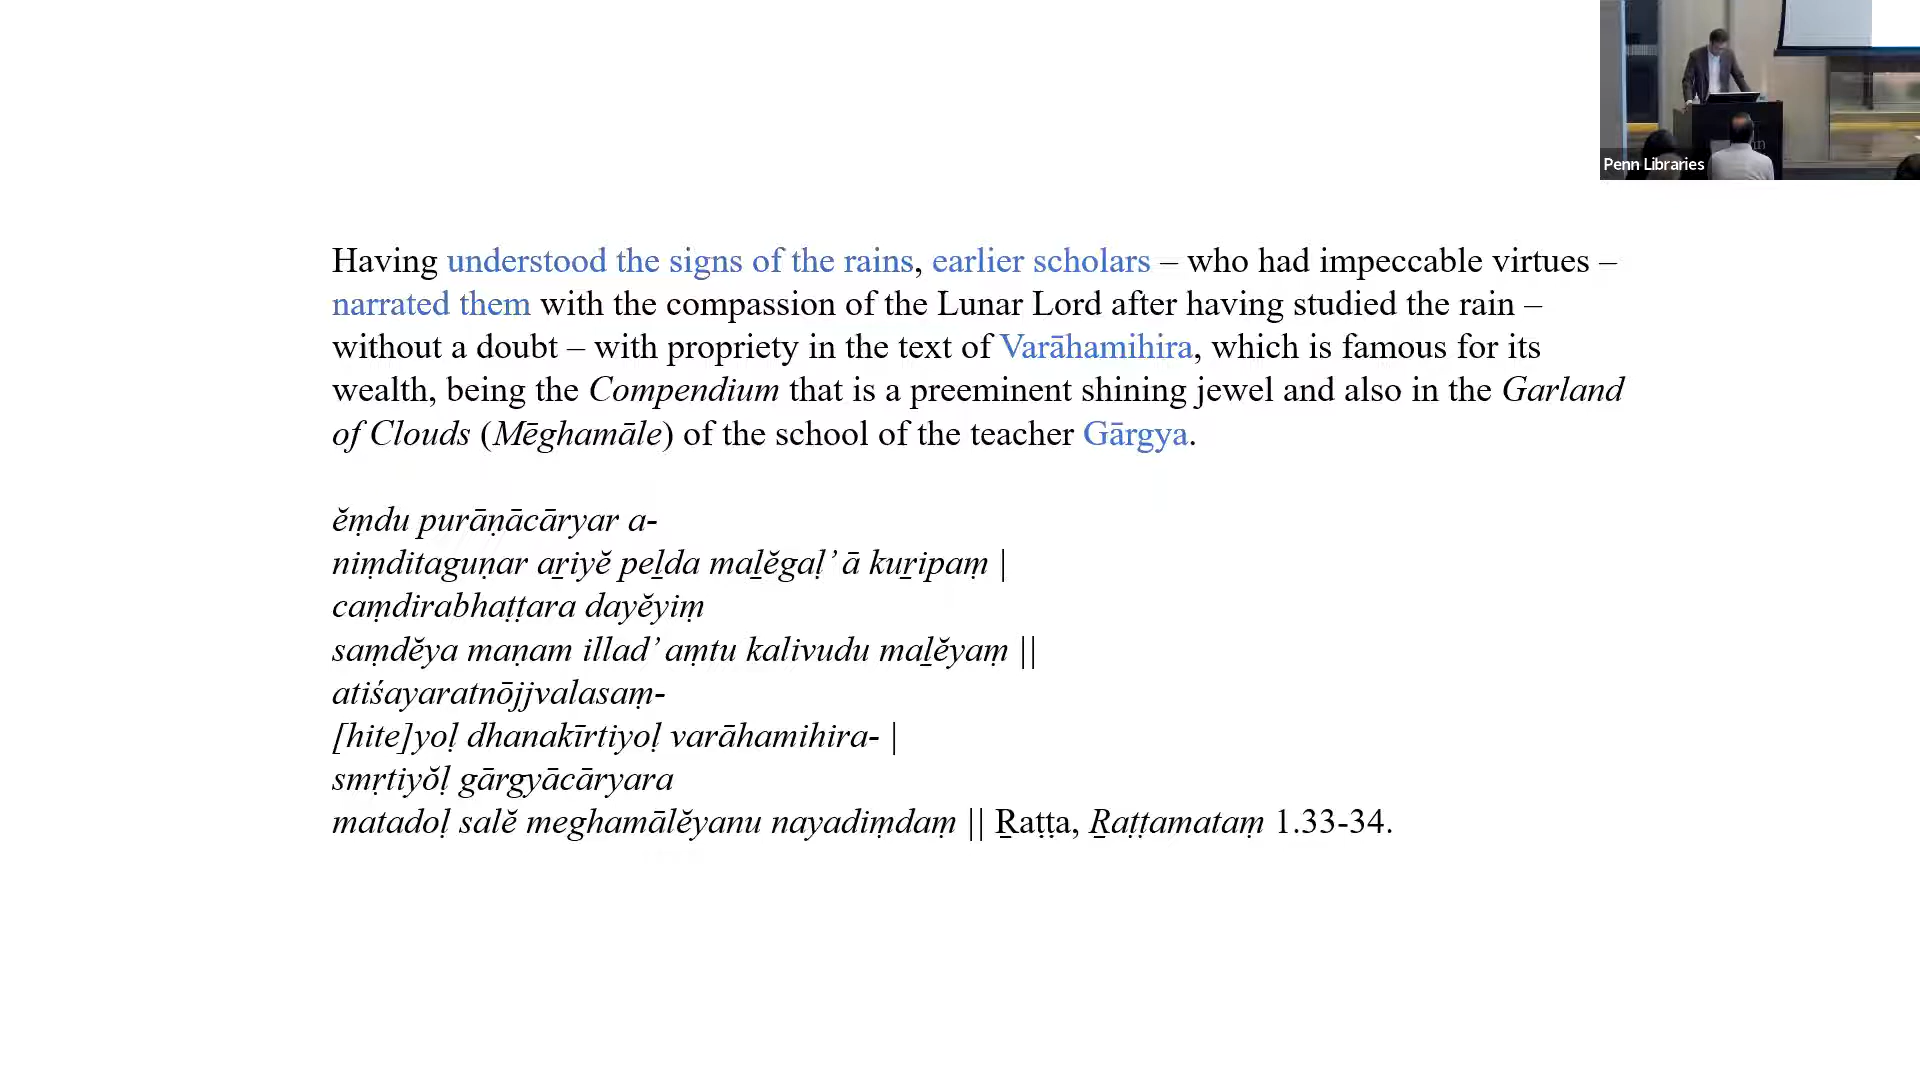 Penn Libraries
Having understood the signs of the rains, earlier scholars – who had impeccable virtues –
narrated them with the compassion of the Lunar Lord after having studied the rain –
without a doubt – with propriety in the text of Varāhamihira, which is famous for its
wealth, being the Compendium that is a preeminent shining jewel and also in the Garland
of Clouds (Mēghamāle) of the school of the teacher Gārgya.
ĕṃdu purāṇācāryar a-
niṃditaguṇar aṟiyĕ peḻda maḻĕgaḷ’ ā kuṟipaṃ |
caṃdirabhaṭṭara dayĕyiṃ
saṃdĕya maṇam illad’ aṃtu kalivudu maḻĕyaṃ ||
atiśayaratnōjjvalasaṃ-
[hite]yoḷ dhanakīrtiyoḷ varāhamihira- |
smṛtiyŏḷ gārgyācāryara
matadoḷ salĕ meghamālĕyanu nayadiṃdaṃ || Ṟaṭṭa, Ṟaṭṭamataṃ 1.33-34.